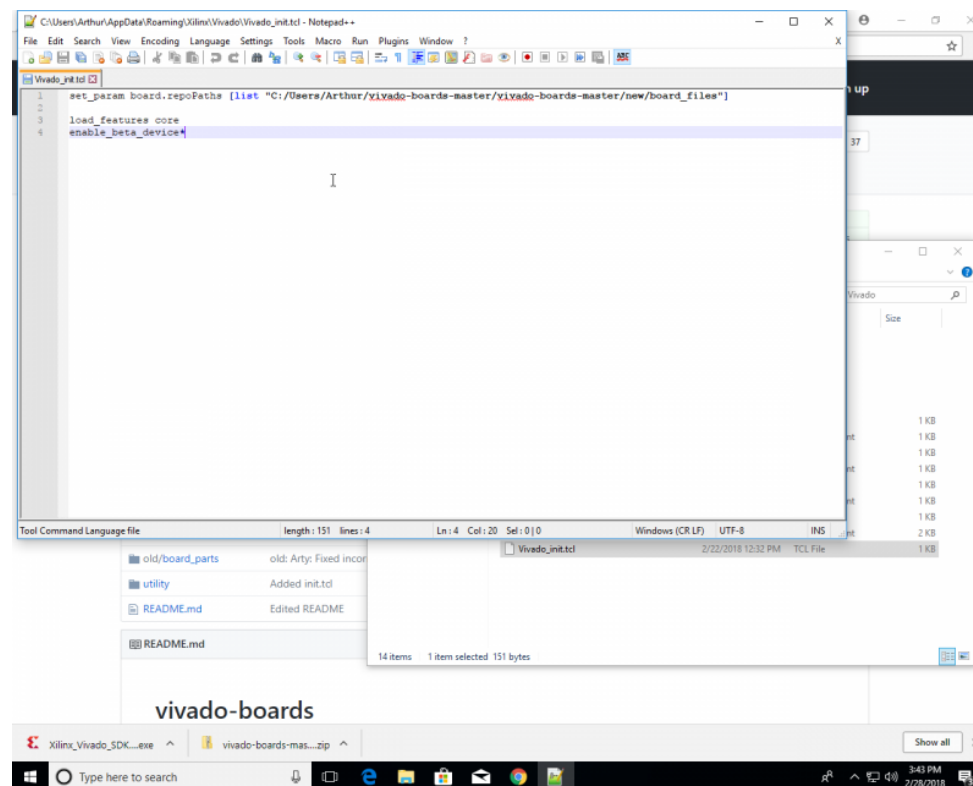 C:\Users\Arthur\AppData\Roaming\Xilinx\Vivado\Vivado_init.tcl - Notepad++
File Edit Search View Encoding Language Settings Tools Macro Run Plugins Window ?
X
Vivado_init.tcl
1 set_param board.repoPaths [list "C:/Users/Arthur/vivado-boards-master/vivado-boards-master/new/board_files"]
2
3 load_features core
4 enable_beta_device*
n up
37
Vivado
Size
1 KB
nt 1 KB
1 KB
nt 1 KB
1 KB
nt 1 KB
1 KB
nt 2 KB
Tool Command Language file length : 151 lines : 4 Ln : 4 Col : 20 Sel : 0 | 0 Windows (CR LF) UTF-8 INS
Vivado_init.tcl 2/22/2018 12:32 PM TCL File 1 KB
old/board_parts old: Arty: Fixed incor
utility Added init.tcl
README.md Edited README
README.md
14 items 1 item selected 151 bytes
vivado-boards
Xilinx_Vivado_SDK....exe vivado-boards-mas....zip Show all
Type here to search 3:43 PM
2/28/2018